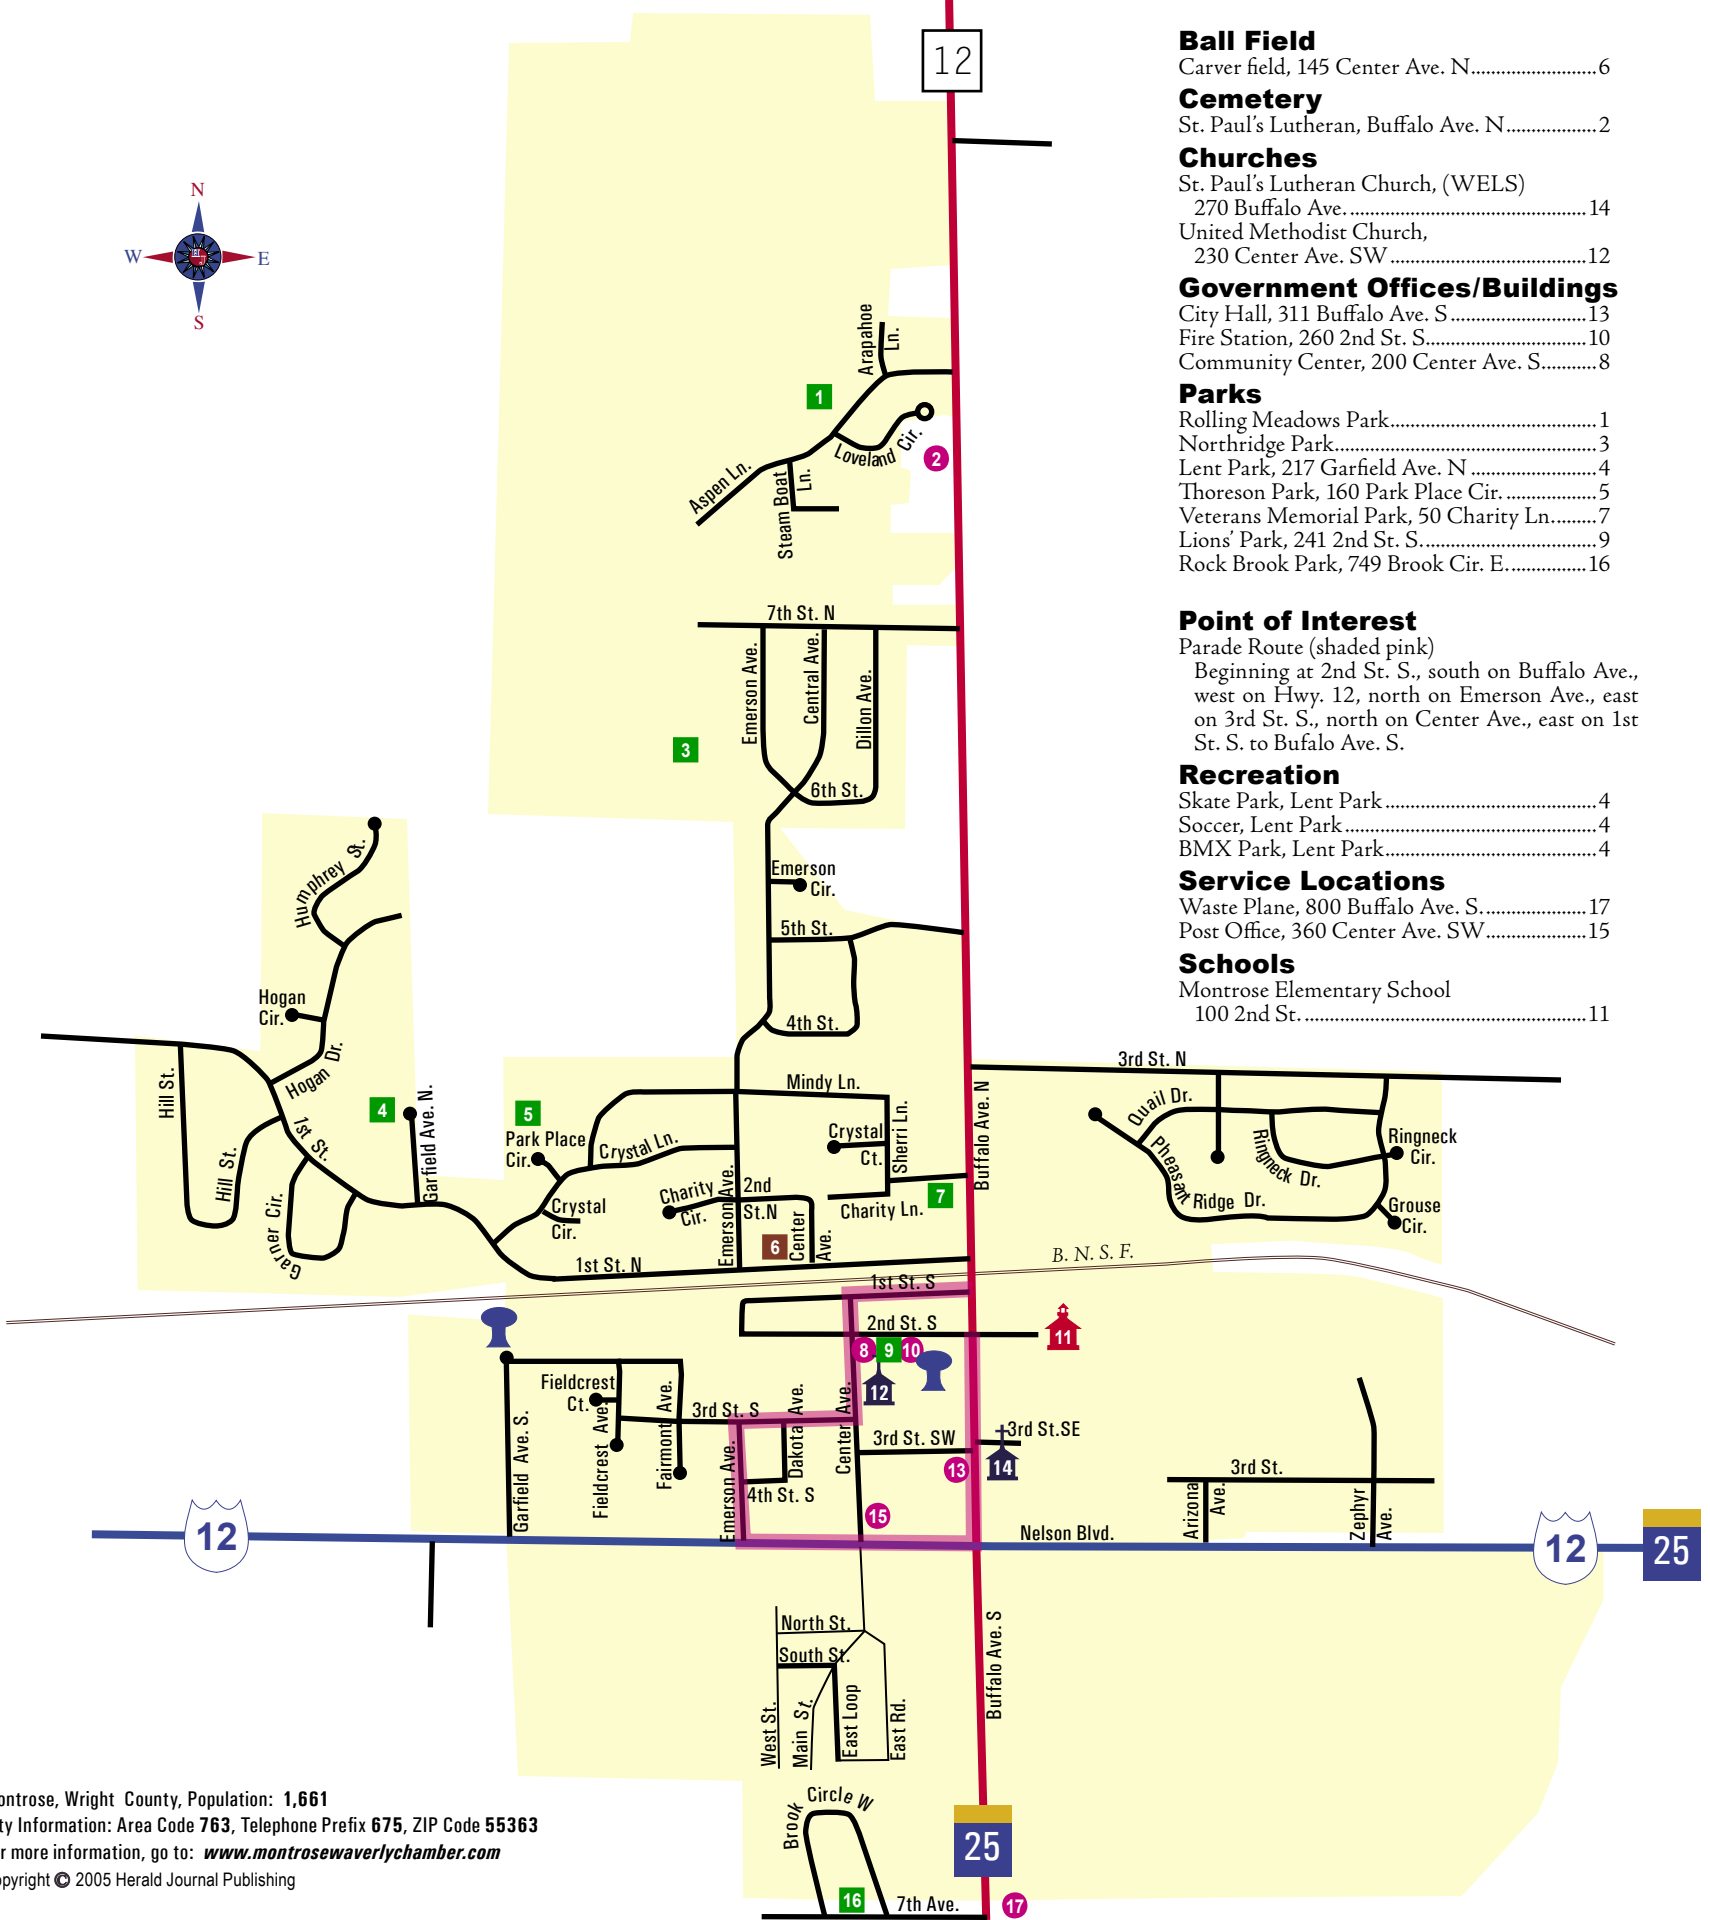 12
N
W
E
S
Ball Field
Carver field, 145 Center Ave. N.........................6
Cemetery
St. Paul's Lutheran, Buffalo Ave. N..................2
Churches
St. Paul's Lutheran Church, (WELS)
270 Buffalo Ave................................................14
United Methodist Church,
230 Center Ave. SW.......................................12
Government Offices/Buildings
City Hall, 311 Buffalo Ave. S...........................13
Fire Station, 260 2nd St. S................................10
Community Center, 200 Center Ave. S...........8
Parks
Rolling Meadows Park.........................................1
Northridge Park....................................................3
Lent Park, 217 Garfield Ave. N.........................4
Thoreson Park, 160 Park Place Cir...................5
Veterans Memorial Park, 50 Charity Ln.........7
Lions' Park, 241 2nd St. S...................................9
Rock Brook Park, 749 Brook Cir. E................16
Point of Interest
Parade Route (shaded pink)
Beginning at 2nd St. S., south on Buffalo Ave.,
west on Hwy. 12, north on Emerson Ave., east
on 3rd St. S., north on Center Ave., east on 1st
St. S. to Bufalo Ave. S.
Recreation
Skate Park, Lent Park..........................................4
Soccer, Lent Park..................................................4
BMX Park, Lent Park..........................................4
Service Locations
Waste Plane, 800 Buffalo Ave. S.....................17
Post Office, 360 Center Ave. SW....................15
Schools
Montrose Elementary School
100 2nd St.........................................................11
Arapahoe
Ln.
1
Loveland Cir.
2
Aspen Ln.
Steam Boat
Ln.
7th St. N
Emerson Ave.
Central Ave.
Dillon Ave.
3
6th St.
Humphrey St.
Emerson
Cir.
5th St.
Hogan
Cir.
4th St.
Hogan Dr.
Hill St.
Hill St.
1st St.
Garner Cir.
4
Garfield Ave. N.
5
Park Place
Cir.
Mindy Ln.
Crystal Ln.
Crystal
Ct.
Sherri Ln.
Buffalo Ave. N
3rd St. N
Quail Dr.
Pheasant Ridge Dr.
Ringneck Dr.
Ringneck
Cir.
Grouse
Cir.
Crystal
Cir.
Charity
Cir.
Emerson Ave.
2nd
St.N
Center
Ave.
Charity Ln.
7
6
1st St. N
B. N. S. F.
1st St. S
2nd St. S
11
8
9
10
12
Fieldcrest
Ct.
Garfield Ave. S.
Fieldcrest Ave.
Fairmont Ave.
3rd St. S
Emerson Ave.
Dakota Ave.
4th St. S
Center Ave.
3rd St. SW
3rd St.SE
13
14
15
3rd St.
Arizona
Ave.
Zephyr
Ave.
Nelson Blvd.
12
12
25
North St.
South St.
West St.
Main St.
East Loop
East Rd.
Buffalo Ave. S
Brook Circle W
25
16
7th Ave.
17
ontrose, Wright County, Population: 1,661
ty Information: Area Code 763, Telephone Prefix 675, ZIP Code 55363
r more information, go to: www.montrosewaverlychamber.com
opyright © 2005 Herald Journal Publishing